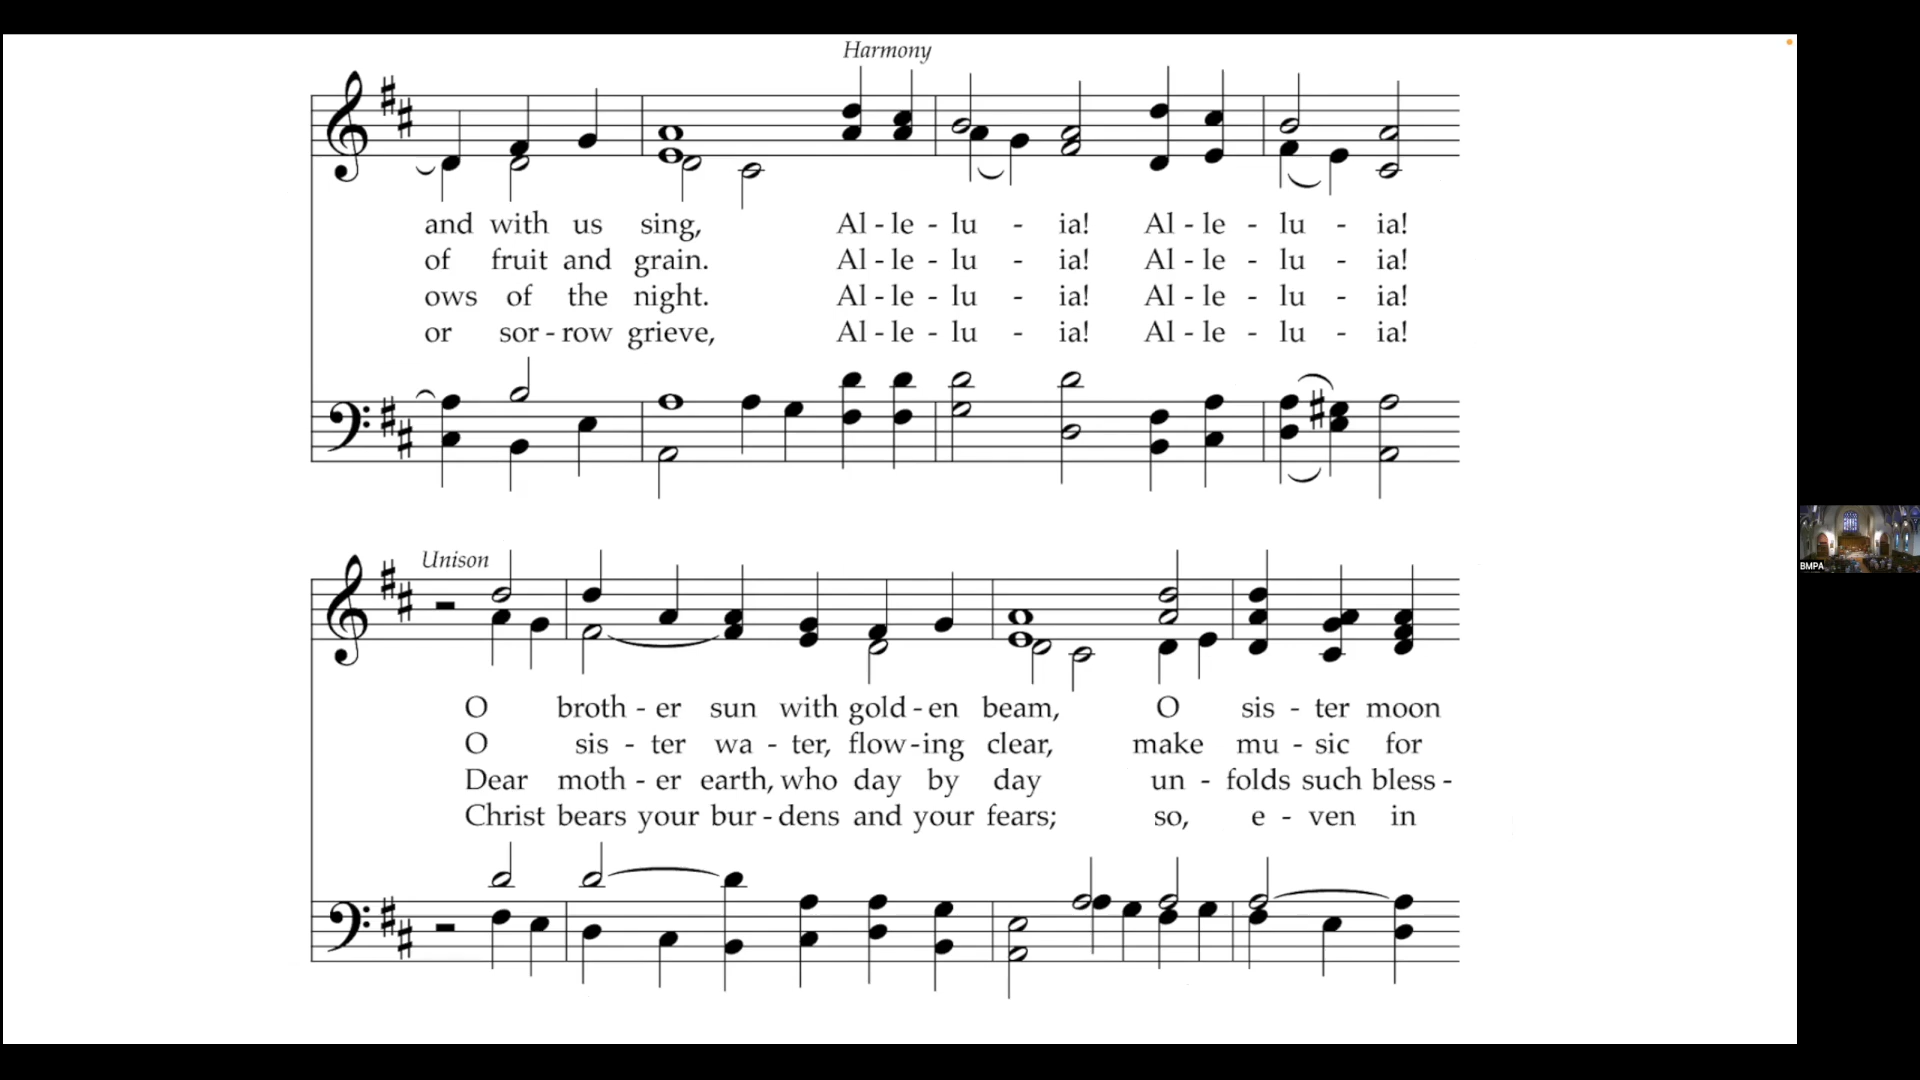 Harmony
and with us sing, Al - le - lu - ia! Al - le - lu - ia!
of fruit and grain. Al - le - lu - ia! Al - le - lu - ia!
ows of the night. Al - le - lu - ia! Al - le - lu - ia!
or sor - row grieve, Al - le - lu - ia! Al - le - lu - ia!
Unison
O broth - er sun with gold - en beam, O sis - ter moon
O sis - ter wa - ter, flow - ing clear, make mu - sic for
Dear moth - er earth, who day by day un - folds such bless -
Christ bears your bur - dens and your fears; so, e - ven in
BMPA